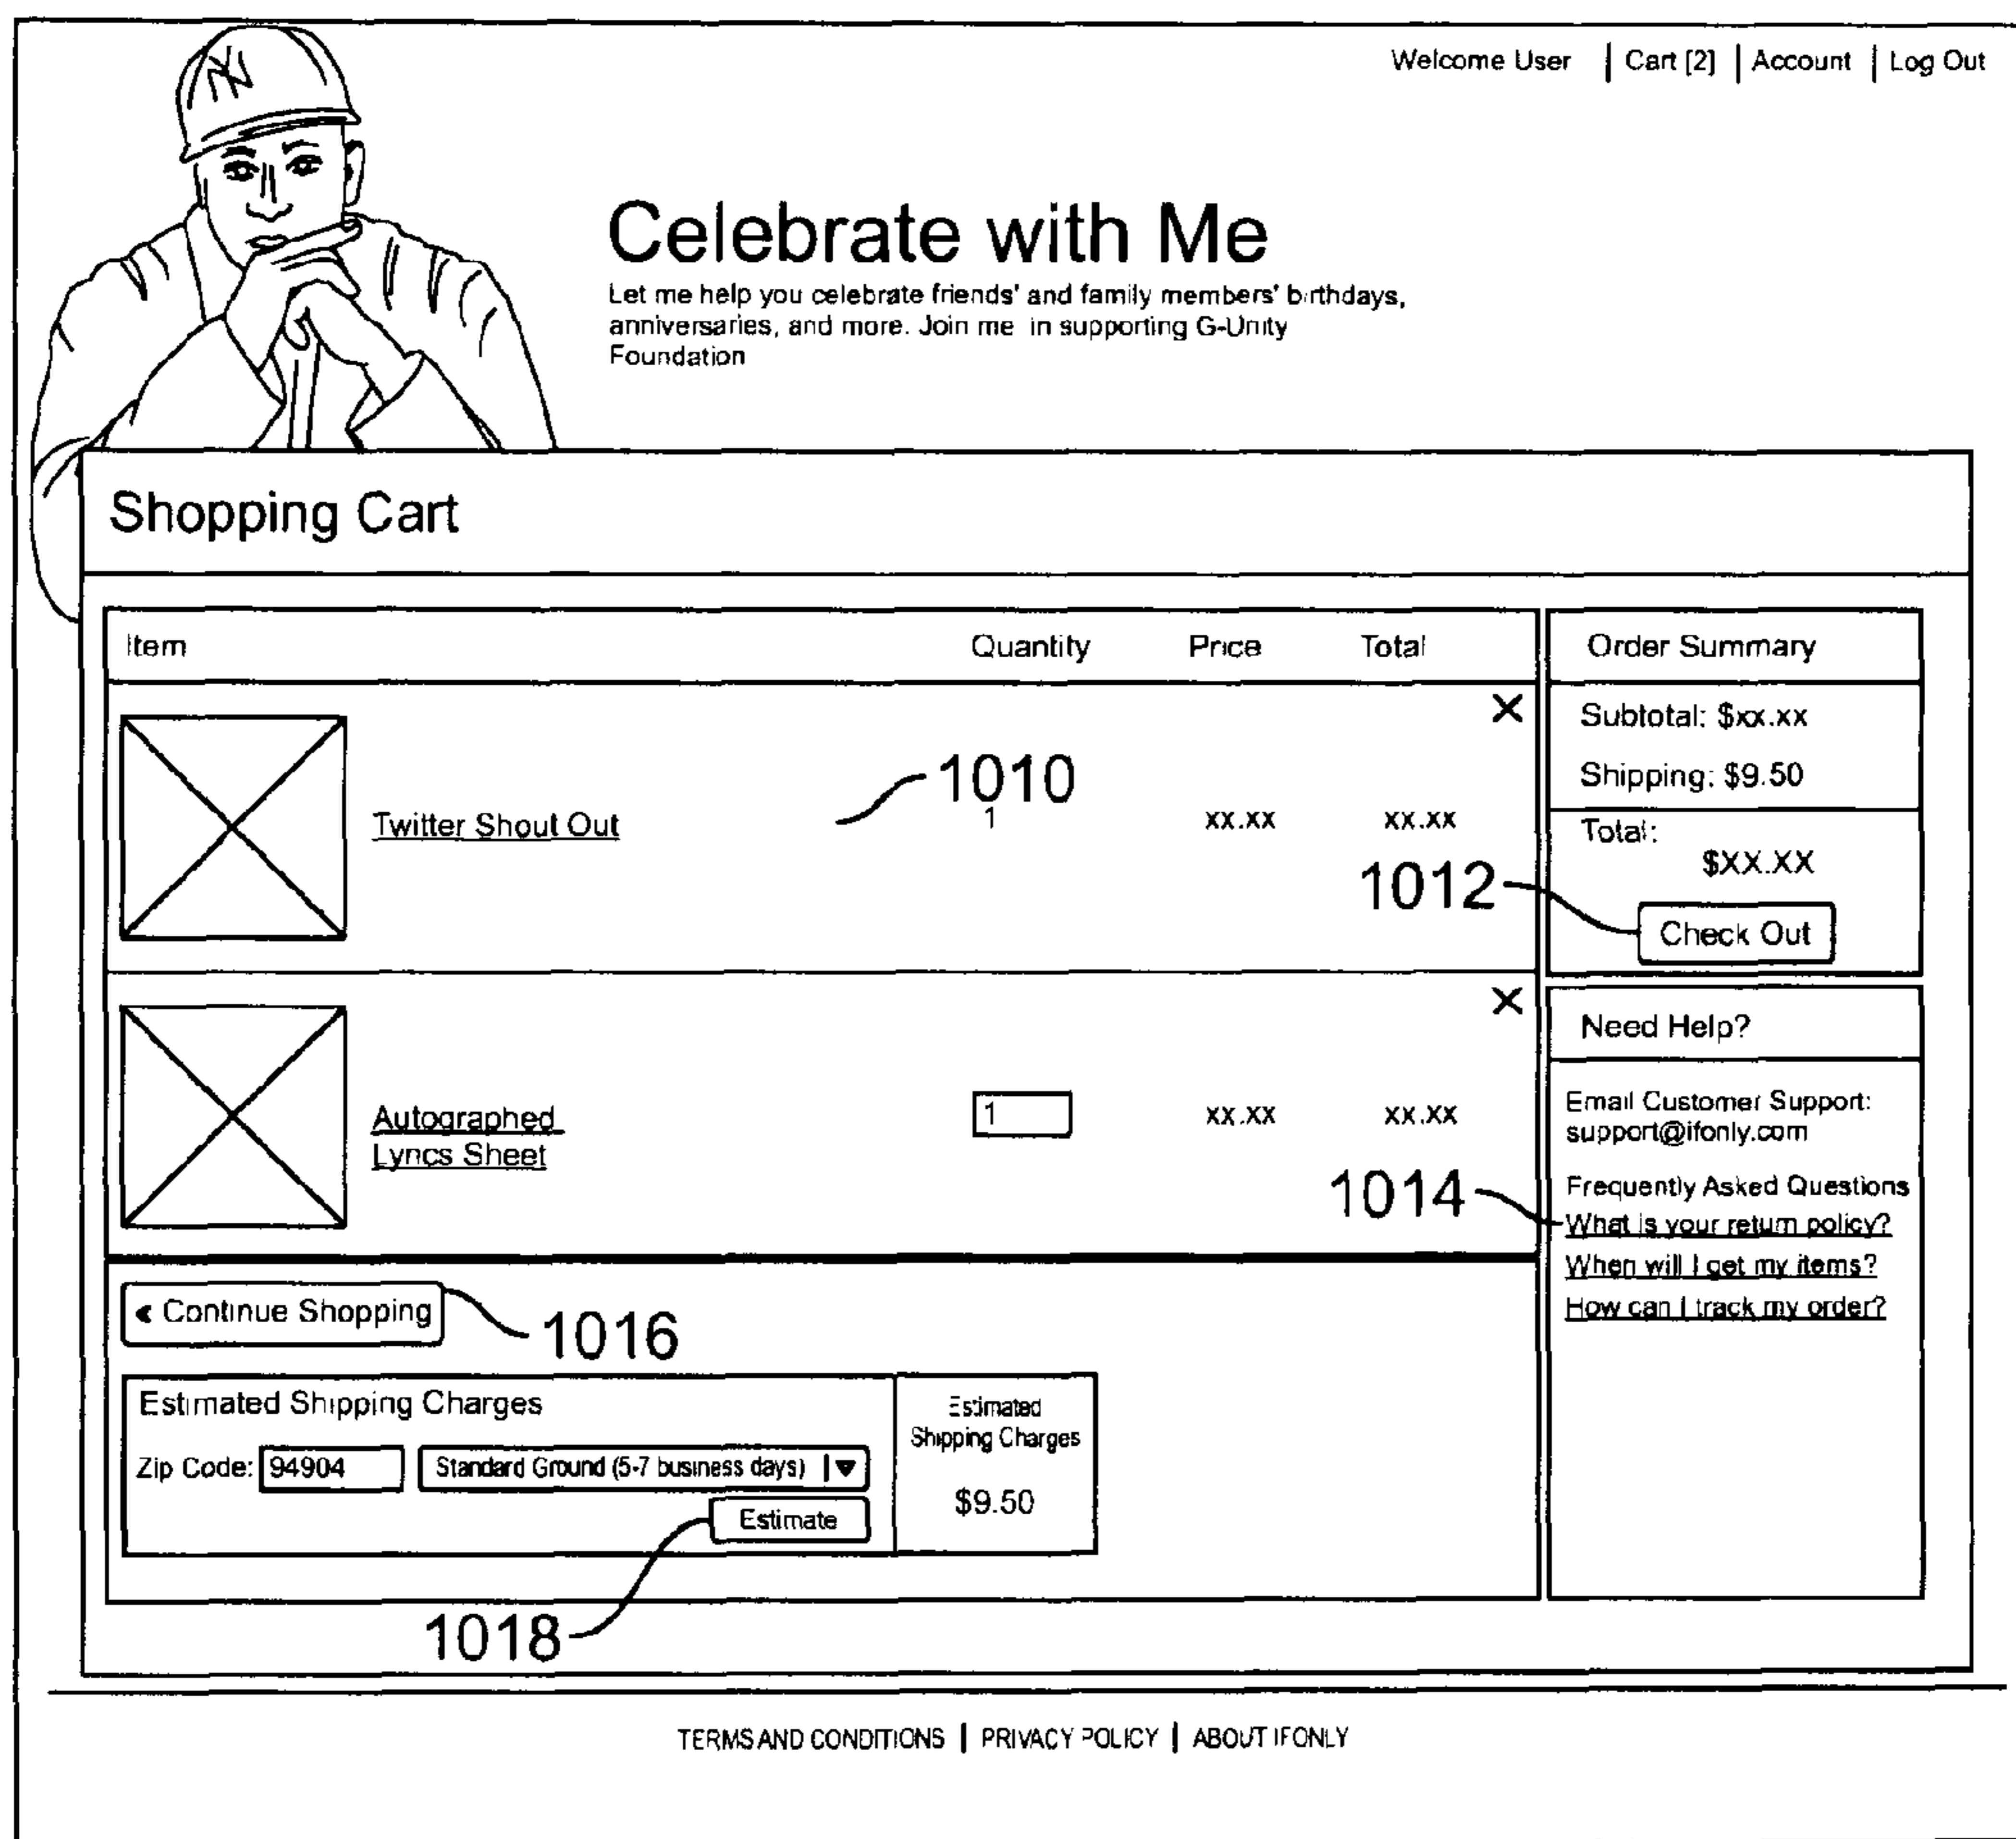 NY
Welcome User | Cart [2] | Account | Log Out
Celebrate with Me
Let me help you celebrate friends' and family members' birthdays,
anniversaries, and more. Join me in supporting G-Unity
Foundation
Shopping Cart
Item Quantity Price Total
X
1010
Twitter Shout Out 1 xx.xx xx.xx
1012
X
Autographed
Lyrics Sheet
1 xx.xx xx.xx
1014
Order Summary
Subtotal: $xx.xx
Shipping: $9.50
Total:
$XX.XX
Check Out
Need Help?
Email Customer Support:
support@ifonly.com
Frequently Asked Questions
What is your return policy?
When will I get my items?
How can I track my order?
Continue Shopping
1016
Estimated Shipping Charges
Zip Code: 94904 Standard Ground (5-7 business days)
Estimate
Estimated
Shipping Charges
$9.50
1018
TERMS AND CONDITIONS | PRIVACY POLICY | ABOUT IFONLY